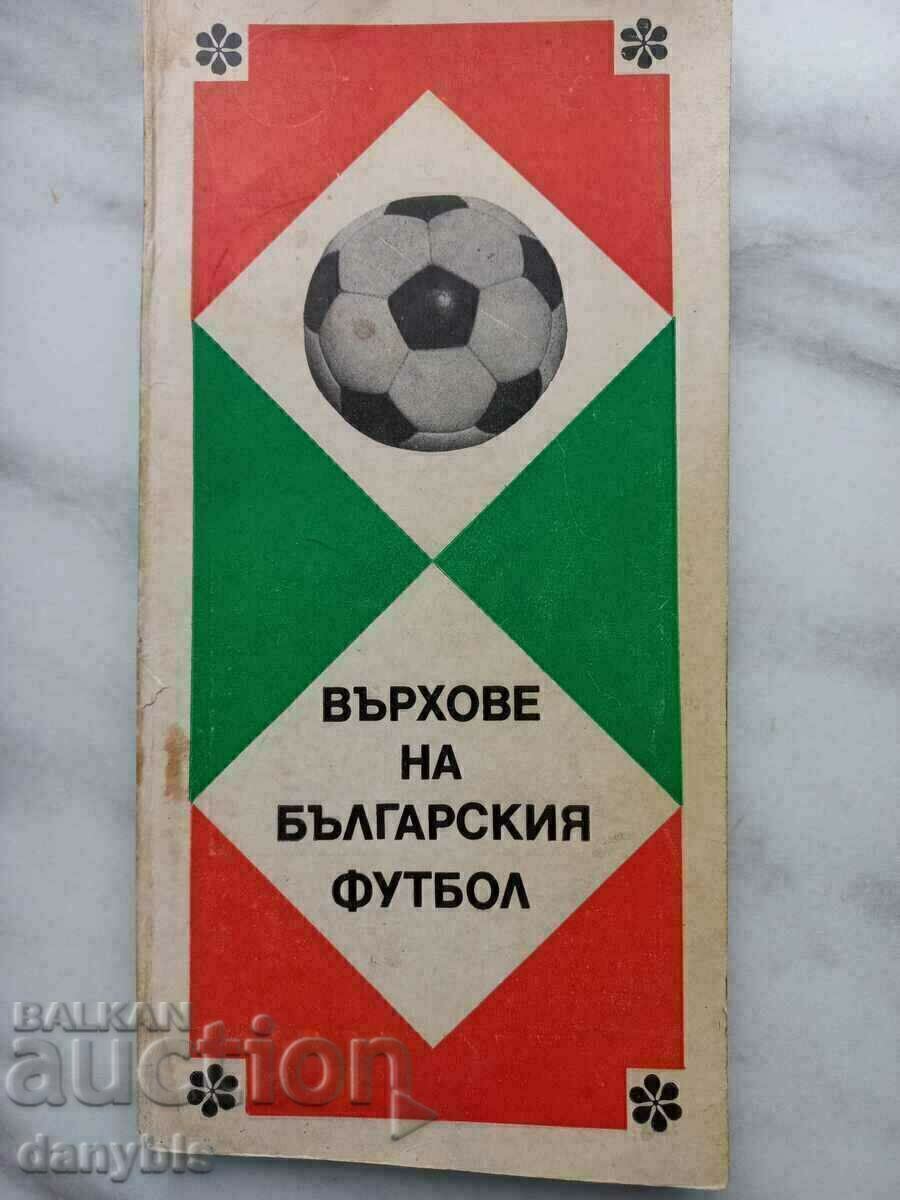 ВЪРХОВЕ
НА
БЪЛГАРСКИЯ
ФУТБОЛ
BALKAN
auction
danybls